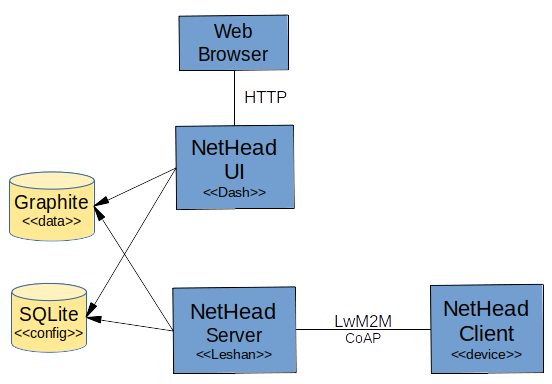 Web
Browser
HTTP
NetHead
UI
<<Dash>>
Graphite
<<data>>
SQLite
<<config>>
NetHead
Server
<<Leshan>>
LwM2M
CoAP
NetHead
Client
<<device>>